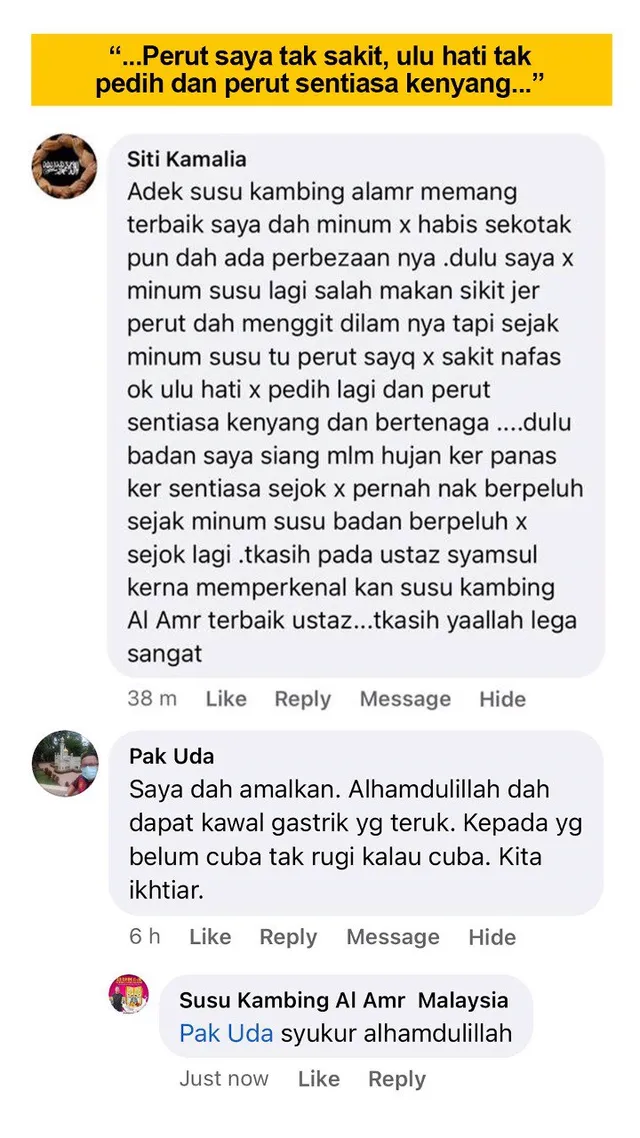 “...Perut saya tak sakit, ulu hati tak
pedih dan perut sentiasa kenyang...”
Siti Kamalia
Adek susu kambing alamr memang
terbaik saya dah minum x habis sekotak
pun dah ada perbezaan nya .dulu saya x
minum susu lagi salah makan sikit jer
perut dah menggit dilam nya tapi sejak
minum susu tu perut sayq x sakit nafas
ok ulu hati x pedih lagi dan perut
sentiasa kenyang dan bertenaga ....dulu
badan saya siang mlm hujan ker panas
ker sentiasa sejok x pernah nak berpeluh
sejak minum susu badan berpeluh x
sejok lagi .tkasih pada ustaz syamsul
kerna memperkenal kan susu kambing
Al Amr terbaik ustaz...tkasih yaallah lega
sangat
38 m Like Reply Message Hide
Pak Uda
Saya dah amalkan. Alhamdulillah dah
dapat kawal gastrik yg teruk. Kepada yg
belum cuba tak rugi kalau cuba. Kita
ikhtiar.
6 h Like Reply Message Hide
Susu Kambing Al Amr Malaysia
Pak Uda syukur alhamdulillah
Just now Like Reply